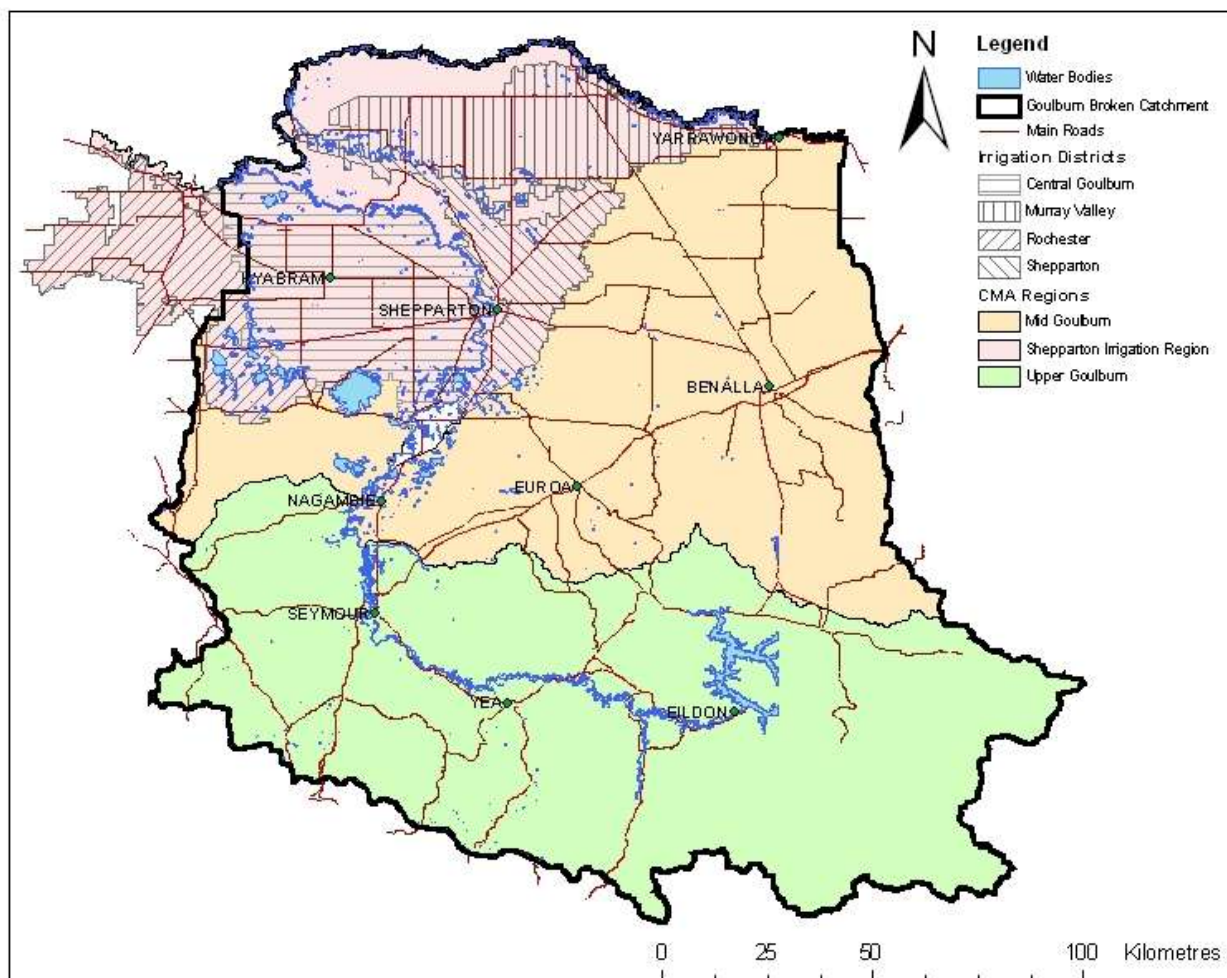 N
Legend
Water Bodies
Goulburn Broken Catchment
Main Roads
Irrigation Districts
Central Goulburn
Murray Valley
Rochester
Shepparton
CMA Regions
Mid Goulburn
Shepparton Irrigation Region
Upper Goulburn
YARRAWONGA
KYABRAM
SHEPPARTON
BENALLA
EUROA
NAGAMBIE
SEYMOUR
YEA
EILDON
0 25 50 100 Kilometres